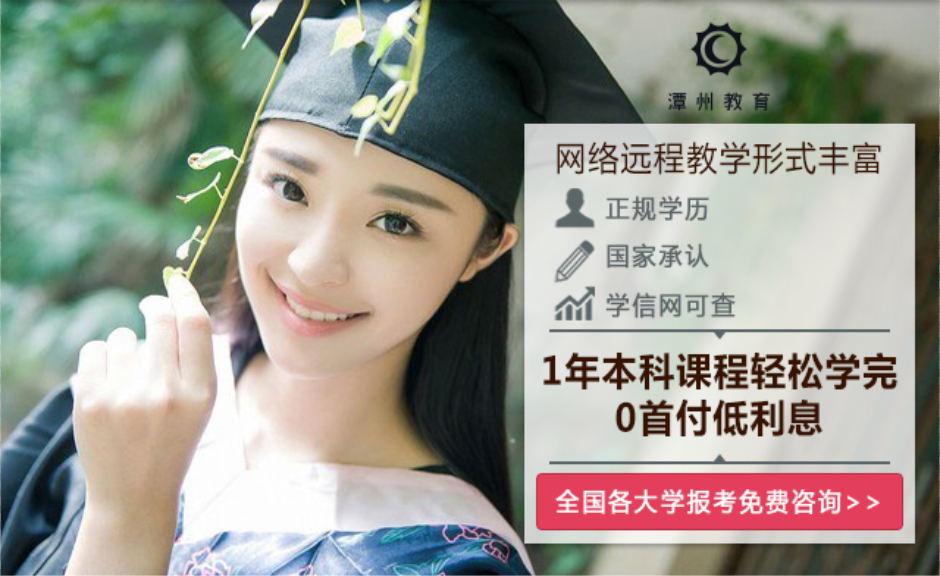 潭州教育
网络远程教学形式丰富
正规学历
国家承认
学信网可查
1年本科课程轻松学完
0首付低利息
全国各大学报考免费咨询>>